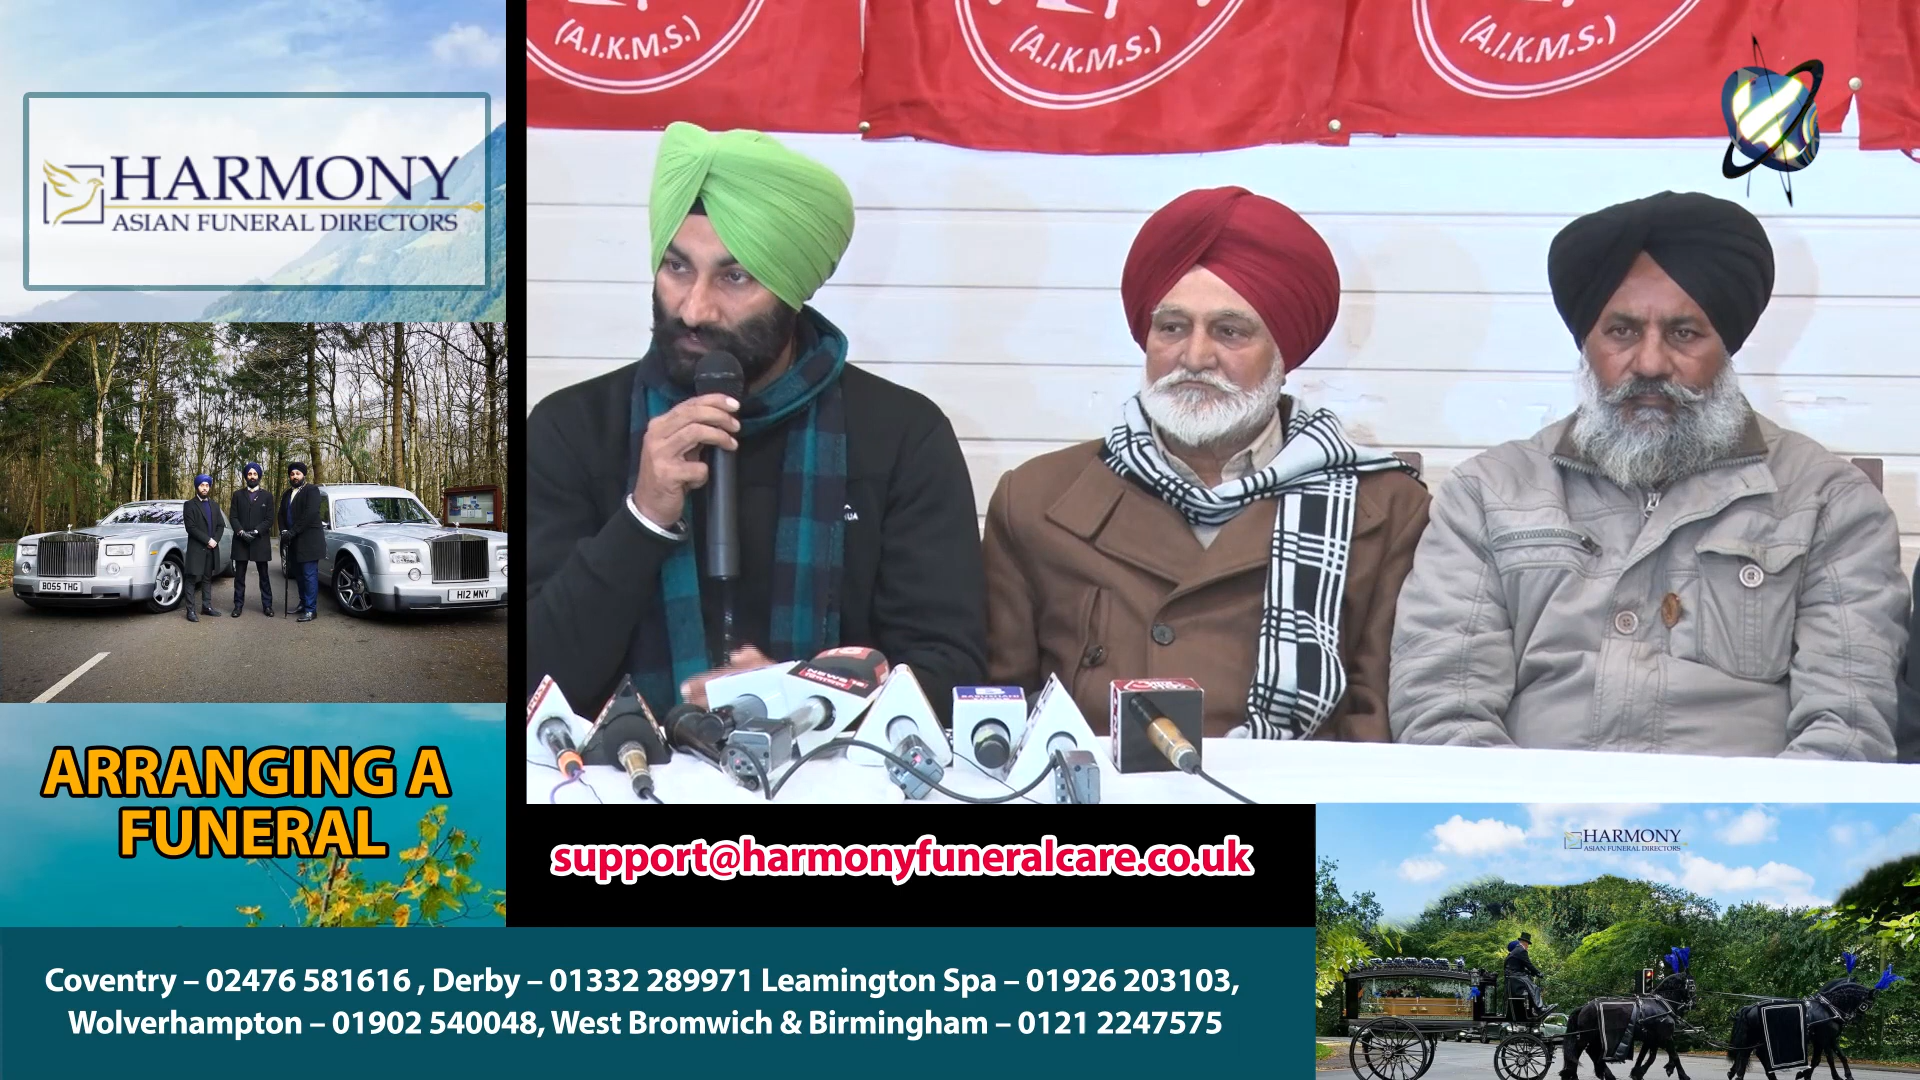 HARMONY
ASIAN FUNERAL DIRECTORS
BOSS THG
H12 MNY
ARRANGING A
FUNERAL
(A.I.K.M.S.)
(A.I.K.M.S.)
(A.I.K.M.S.)
support@harmonyfuneralcare.co.uk
HARMONY
ASIAN FUNERAL DIRECTORS
Coventry – 02476 581616 , Derby – 01332 289971 Leamington Spa – 01926 203103,
Wolverhampton – 01902 540048, West Bromwich & Birmingham – 0121 2247575